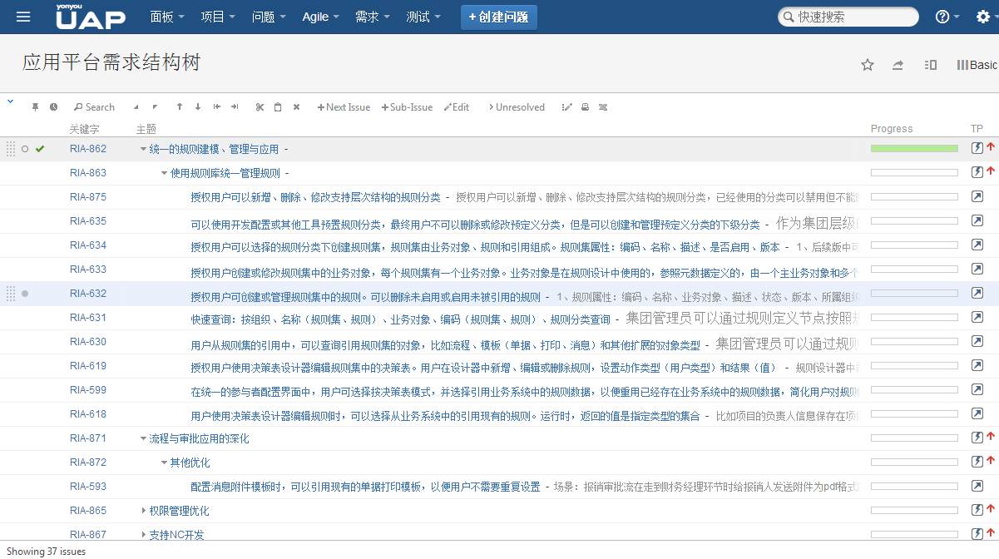 yonyou
UAP
面板 项目 问题 Agile 需求 测试 + 创建问题 快速搜索
应用平台需求结构树
Basic
Search Next Issue Sub-Issue Edit Unresolved
关键字 主题 Progress TP
RIA-862 统一的规则建模、管理与应用 -
RIA-863 使用规则库统一管理规则 -
RIA-875 授权用户可以新增、删除、修改支持层次结构的规则分类 - 授权用户可以新增、删除、修改支持层次结构的规则分类，已经使用的分类可以禁用但不能
RIA-635 可以使用开发配置或其他工具预置规则分类，最终用户不可以删除或修改预定义分类，但是可以创建和管理预定义分类的下级分类 - 作为集团层级的
RIA-634 授权用户可以选择的规则分类下创建规则集，规则集由业务对象、规则和引用组成。规则集属性：编码、名称、描述、是否启用、版本 - 1、后续版中可
RIA-633 授权用户创建或修改规则集中的业务对象，每个规则集有一个业务对象。业务对象是在规则设计中使用的，参照元数据定义的，由一个主业务对象和多个
RIA-632 授权用户可创建或管理规则集中的规则。可以删除未启用或启用未被引用的规则 - 1、规则属性：编码、名称、业务对象、描述、状态、版本、所属组织
RIA-631 快速查询：按组织、名称（规则集、规则）、业务对象、编码（规则集、规则）、规则分类查询 - 集团管理员可以通过规则定义节点按照规
RIA-630 用户从规则集的引用中，可以查询引用规则集的对象，比如流程、模板（单据、打印、消息）和其他扩展的对象类型 - 集团管理员可以通过规则
RIA-619 授权用户使用决策表设计器编辑规则集中的决策表。用户在设计器中新增、编辑或删除规则，设置动作类型（用户类型）和结果（值） - 规则设计器中
RIA-599 在统一的参与者配置界面中，用户可选择按决策表模式，并选择引用业务系统中的规则数据，以便重用已经存在业务系统中的规则数据，简化用户对规则
RIA-618 用户使用决策表设计器编辑规则时，可以选择从业务系统中的引用现有的规则。运行时，返回的值是指定类型的集合 - 比如项目的负责人信息保存在项目
RIA-871 流程与审批应用的深化
RIA-872 其他优化
RIA-593 配置消息附件模板时，可以引用现有的单据打印模板，以便用户不需要重复设置 - 场景：报销审批流在走到财务经理环节时给报销人发送附件为pdf格式的
RIA-865 权限管理优化
RIA-867 支持NC开发
Showing 37 issues